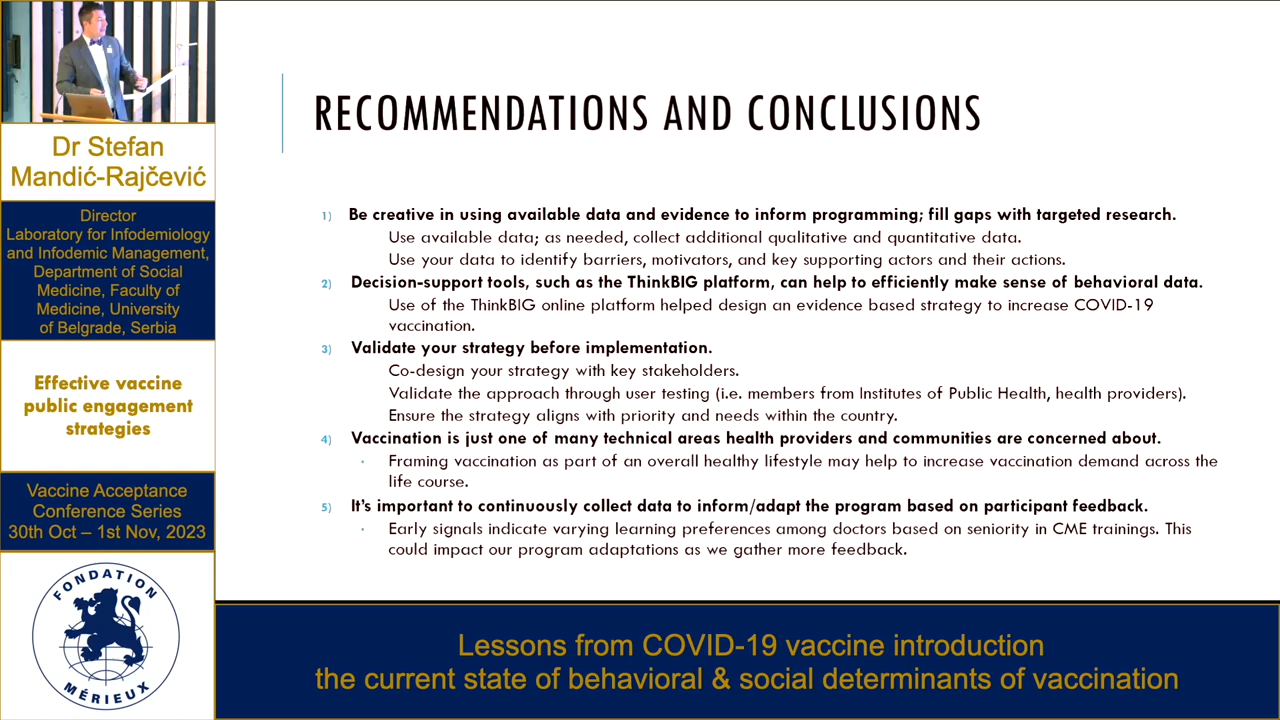 Dr Stefan
Mandić-Rajčević
Director
Laboratory for Infodemiology
and Infodemic Management,
Department of Social
Medicine, Faculty of
Medicine, University
of Belgrade, Serbia
Effective vaccine
public engagement
strategies
Vaccine Acceptance
Conference Series
30th Oct – 1st Nov, 2023
FONDATION
MÉRIEUX
RECOMMENDATIONS AND CONCLUSIONS
1) Be creative in using available data and evidence to inform programming; fill gaps with targeted research.
Use available data; as needed, collect additional qualitative and quantitative data.
Use your data to identify barriers, motivators, and key supporting actors and their actions.
2) Decision-support tools, such as the ThinkBIG platform, can help to efficiently make sense of behavioral data.
Use of the ThinkBIG online platform helped design an evidence based strategy to increase COVID-19
vaccination.
3) Validate your strategy before implementation.
Co-design your strategy with key stakeholders.
Validate the approach through user testing (i.e. members from Institutes of Public Health, health providers).
Ensure the strategy aligns with priority and needs within the country.
4) Vaccination is just one of many technical areas health providers and communities are concerned about.
· Framing vaccination as part of an overall healthy lifestyle may help to increase vaccination demand across the
life course.
5) It's important to continuously collect data to inform/adapt the program based on participant feedback.
· Early signals indicate varying learning preferences among doctors based on seniority in CME trainings. This
could impact our program adaptations as we gather more feedback.
Lessons from COVID-19 vaccine introduction
the current state of behavioral & social determinants of vaccination